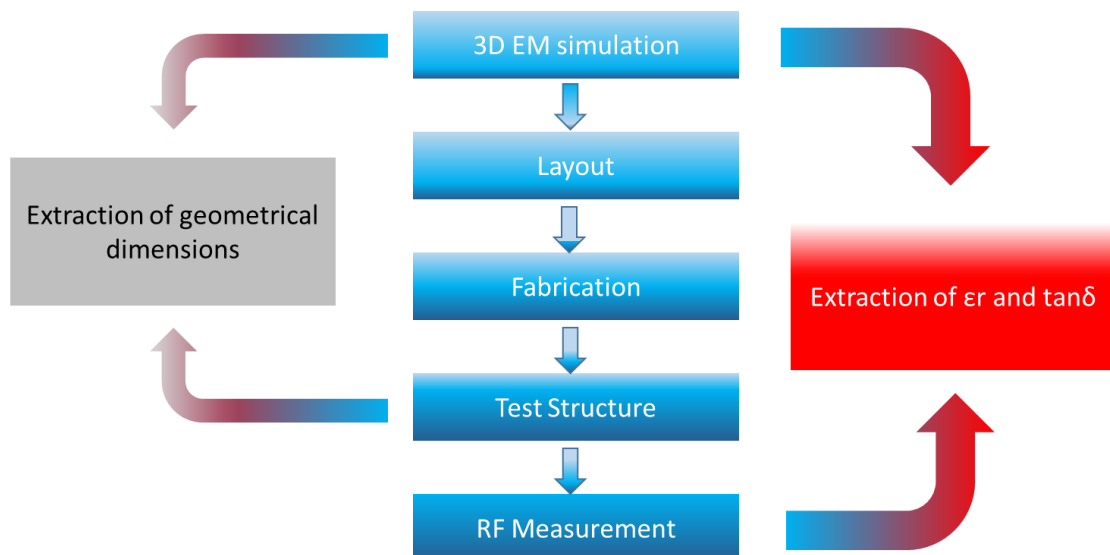 3D EM simulation
Layout
Extraction of geometrical
dimensions
Fabrication
Extraction of εr and tanδ
Test Structure
RF Measurement